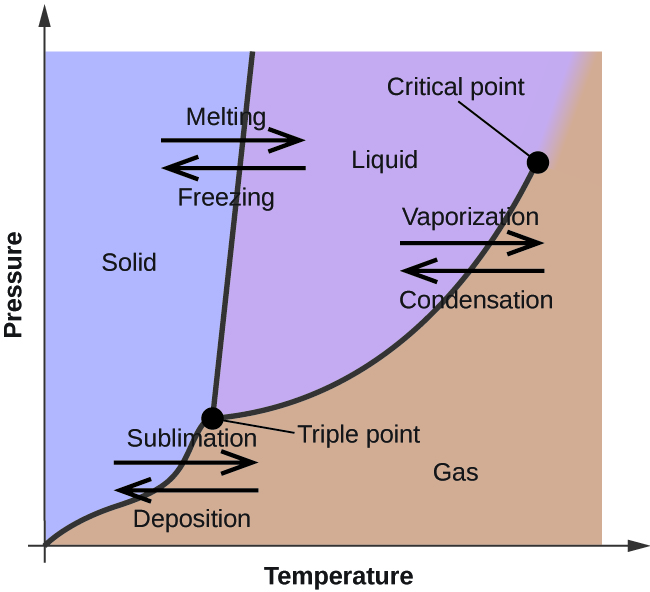 Critical point
Melting
Liquid
Freezing
Vaporization
Solid
Condensation
Pressure
Sublimation
Triple point
Gas
Deposition
Temperature